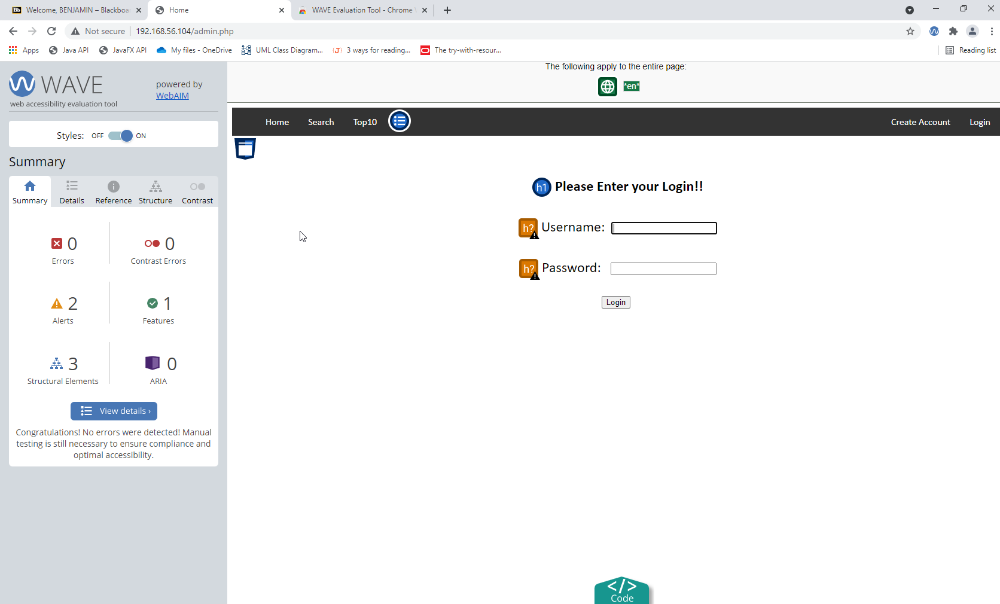 Bb Welcome, BENJAMIN – Blackboa
Home
WAVE Evaluation Tool - Chrome
Not secure 192.168.56.104/admin.php
Apps Java API JavaFX API My files - OneDrive UML Class Diagram... (J) 3 ways for reading... The try-with-resour... Reading list
WAVE
powered by
WebAIM
web accessibility evaluation tool
Styles: OFF ON
Summary
Summary Details Reference Structure Contrast
0 0
Errors Contrast Errors
2 1
Alerts Features
3 0
Structural Elements ARIA
View details ›
Congratulations! No errors were detected! Manual
testing is still necessary to ensure compliance and
optimal accessibility.
The following apply to the entire page:
*en*
Home Search Top10 Create Account Login
h1 Please Enter your Login!!
h? Username:
h? Password:
Login
</>
Code